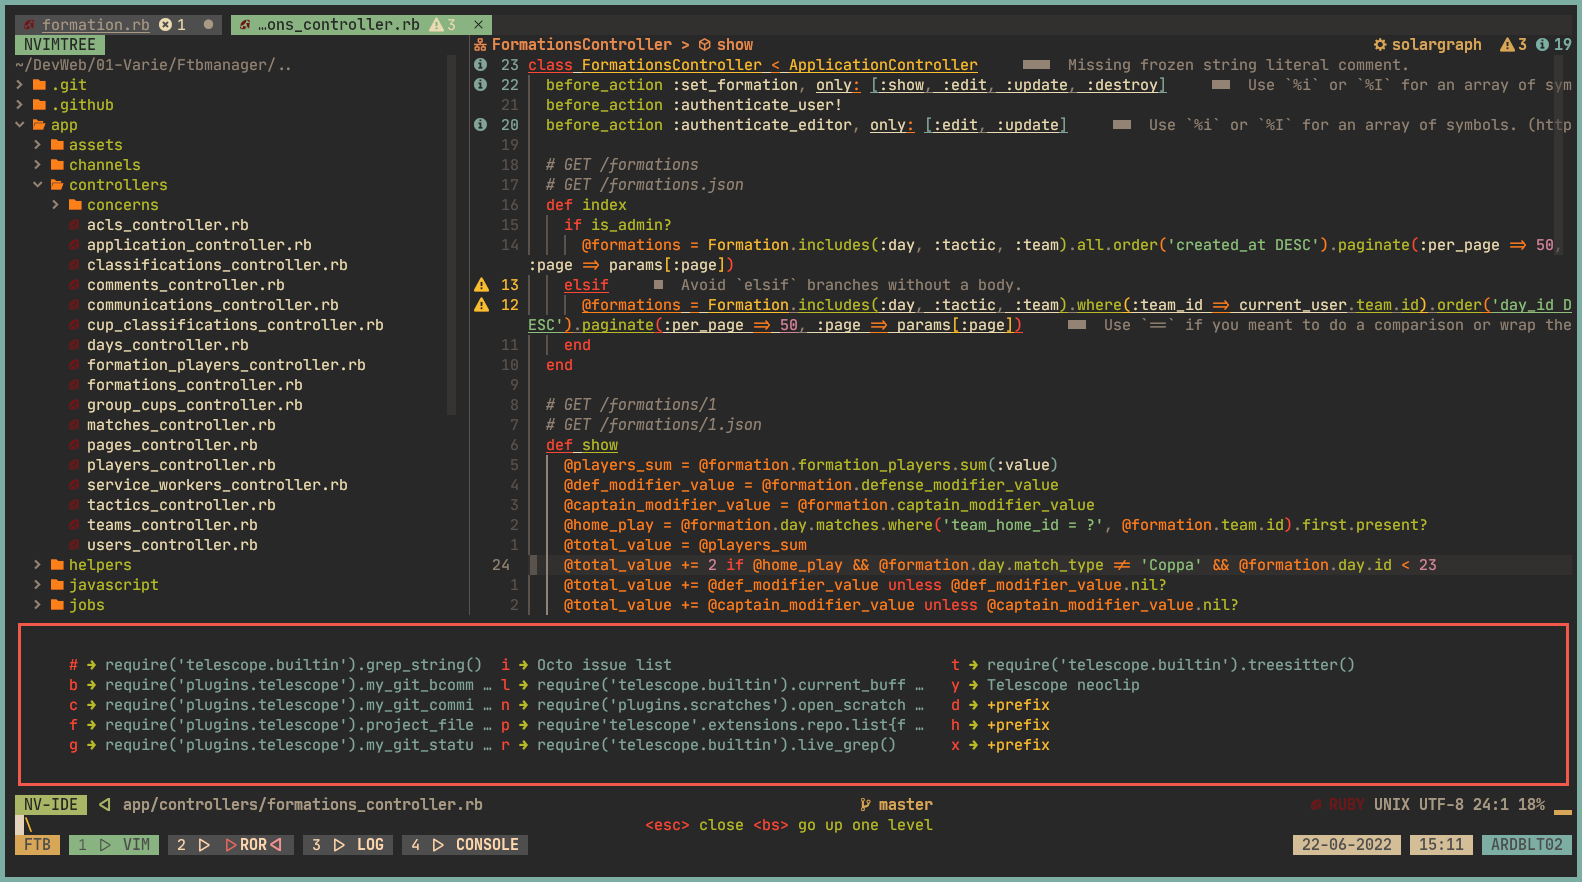 formation.rb 1
…ons_controller.rb 3 ×
NVIMTREE
~/DevWeb/01-Varie/Ftbmanager/..
> .git
> .github
app
> assets
> channels
controllers
> concerns
acls_controller.rb
application_controller.rb
classifications_controller.rb
comments_controller.rb
communications_controller.rb
cup_classifications_controller.rb
days_controller.rb
formation_players_controller.rb
formations_controller.rb
group_cups_controller.rb
matches_controller.rb
pages_controller.rb
players_controller.rb
service_workers_controller.rb
tactics_controller.rb
teams_controller.rb
users_controller.rb
> helpers
> javascript
> jobs
FormationsController > show
solargraph 3 19
23 class FormationsController < ApplicationController Missing frozen string literal comment.
22 before_action :set_formation, only: [:show, :edit, :update, :destroy] Use `%i` or `%I` for an array of sym
21 before_action :authenticate_user!
20 before_action :authenticate_editor, only: [:edit, :update] Use `%i` or `%I` for an array of symbols. (http
19
18 # GET /formations
17 # GET /formations.json
16 def index
15 if is_admin?
14 @formations = Formation.includes(:day, :tactic, :team).all.order('created_at DESC').paginate(:per_page => 50,
:page => params[:page])
13 elsif Avoid `elsif` branches without a body.
12 @formations = Formation.includes(:day, :tactic, :team).where(:team_id => current_user.team.id).order('day_id D
ESC').paginate(:per_page => 50, :page => params[:page]) Use `==` if you meant to do a comparison or wrap the
11 end
10 end
9
8 # GET /formations/1
7 # GET /formations/1.json
6 def show
5 @players_sum = @formation.formation_players.sum(:value)
4 @def_modifier_value = @formation.defense_modifier_value
3 @captain_modifier_value = @formation.captain_modifier_value
2 @home_play = @formation.day.matches.where('team_home_id = ?', @formation.team.id).first.present?
1 @total_value = @players_sum
24 @total_value += 2 if @home_play && @formation.day.match_type != 'Coppa' && @formation.day.id < 23
1 @total_value += @def_modifier_value unless @def_modifier_value.nil?
2 @total_value += @captain_modifier_value unless @captain_modifier_value.nil?
# → require('telescope.builtin').grep_string() i → Octo issue list t → require('telescope.builtin').treesitter()
b → require('plugins.telescope').my_git_bcomm … l → require('telescope.builtin').current_buff … y → Telescope neoclip
c → require('plugins.telescope').my_git_commi … n → require('plugins.scratches').open_scratch … d → +prefix
f → require('plugins.telescope').project_file … p → require'telescope'.extensions.repo.list{f … h → +prefix
g → require('plugins.telescope').my_git_statu … r → require('telescope.builtin').live_grep() x → +prefix
NV-IDE app/controllers/formations_controller.rb master RUBY UNIX UTF-8 24:1 18%
\ <esc> close <bs> go up one level
FTB 1 ▷ VIM 2 ▷ ▷ROR◁ 3 ▷ LOG 4 ▷ CONSOLE 22-06-2022 15:11 ARDBLT02